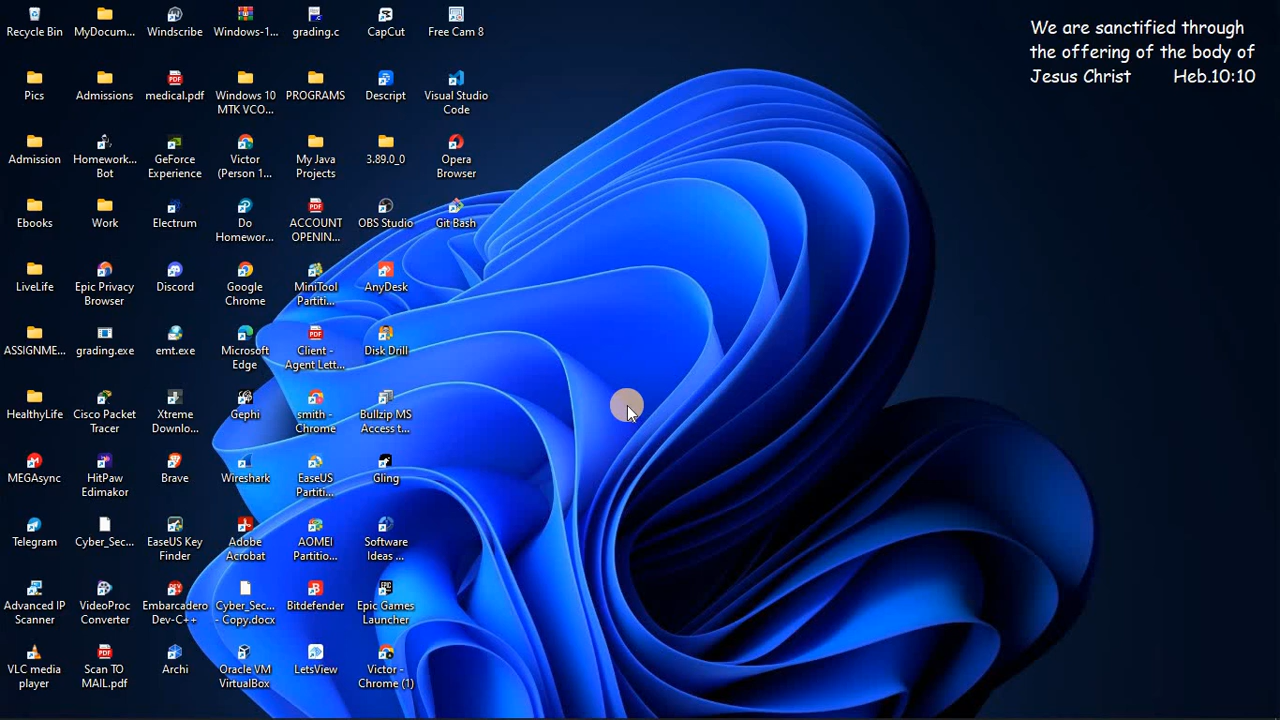 Recycle Bin
MyDocum...
Windscribe
Windows-1...
grading.c
CapCut
Free Cam 8
We are sanctified through
the offering of the body of
Jesus Christ Heb.10:10
Pics
Admissions
medical.pdf
Windows 10
MTK VCO...
PROGRAMS
Descript
Visual Studio
Code
Admission
Homework...
Bot
GeForce
Experience
Victor
(Person 1...
My Java
Projects
3.89.0_0
Opera
Browser
Ebooks
Work
Electrum
Do
Homewor...
ACCOUNT
OPENIN...
OBS Studio
Git Bash
LiveLife
Epic Privacy
Browser
Discord
Google
Chrome
MiniTool
Partiti...
AnyDesk
ASSIGNME...
grading.exe
emt.exe
Microsoft
Edge
Client -
Agent Lett...
Disk Drill
HealthyLife
Cisco Packet
Tracer
Xtreme
Downlo...
Gephi
smith -
Chrome
Bullzip MS
Access t...
MEGAsync
HitPaw
Edimakor
Brave
Wireshark
EaseUS
Partiti...
Gling
Telegram
Cyber_Sec...
EaseUS Key
Finder
Adobe
Acrobat
AOMEI
Partitio...
Software
Ideas ...
Advanced IP
Scanner
VideoProc
Converter
Embarcadero
Dev-C++
Cyber_Sec...
- Copy.docx
Bitdefender
Epic Games
Launcher
VLC media
player
Scan TO
MAIL.pdf
Archi
Oracle VM
VirtualBox
LetsView
Victor -
Chrome (1)